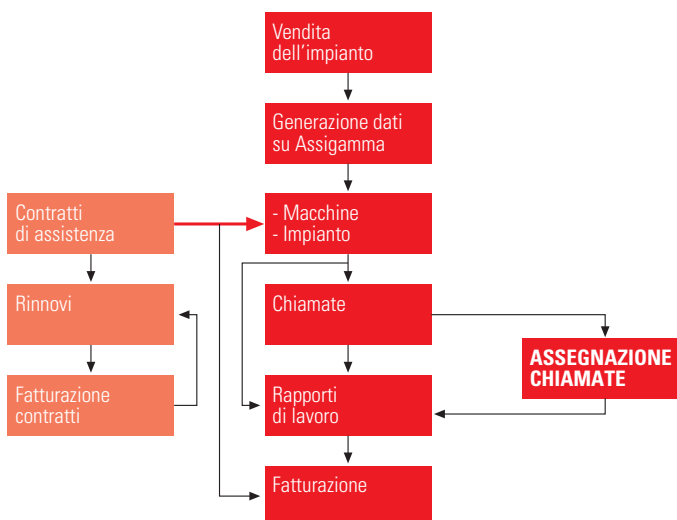 Vendita
dell'impianto
Generazione dati
su Assigamma
Contratti
di assistenza
- Macchine
- Impianto
Rinnovi
Chiamate
ASSEGNAZIONE
CHIAMATE
Fatturazione
contratti
Rapporti
di lavoro
Fatturazione